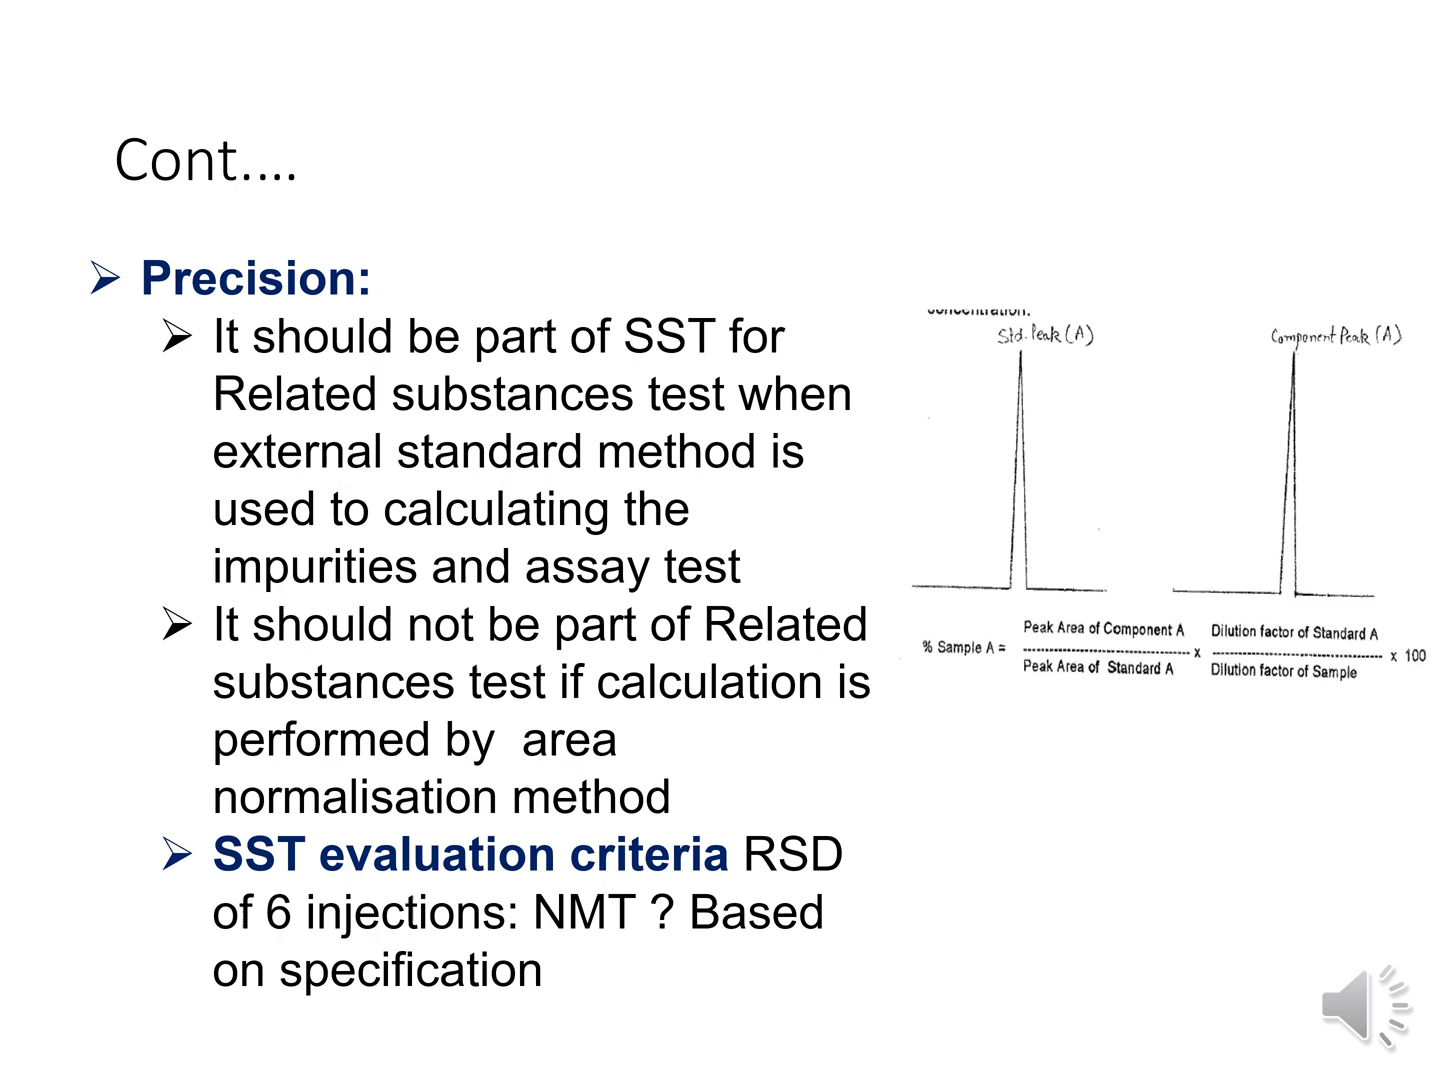 Cont.…
Precision:
It should be part of SST for
Related substances test when
external standard method is
used to calculating the
impurities and assay test
It should not be part of Related
substances test if calculation is
performed by area
normalisation method
SST evaluation criteria RSD
of 6 injections: NMT ? Based
on specification
concentration.
Std. Peak (A)
Component Peak (A)
% Sample A = Peak Area of Component A / Peak Area of Standard A x Dilution factor of Standard A / Dilution factor of Sample x 100